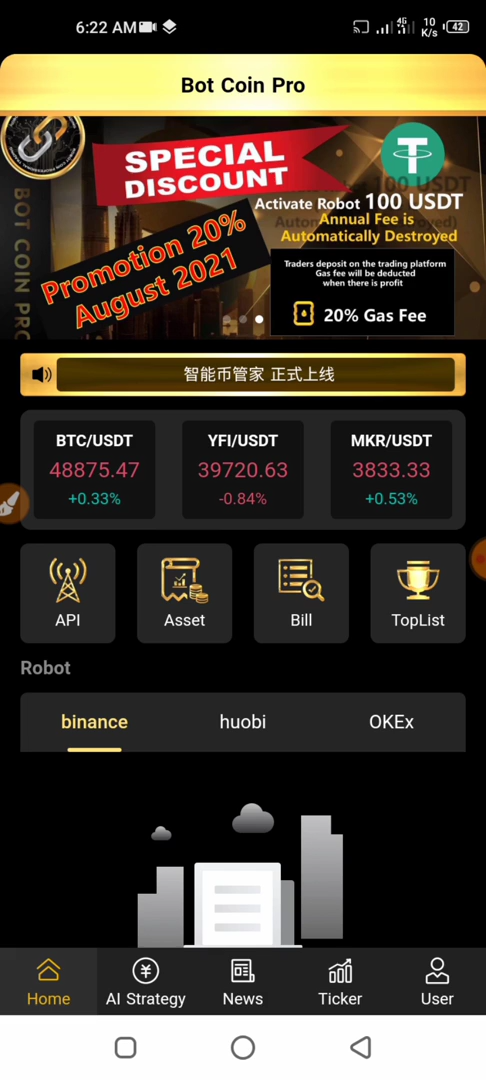 6:22 AM
4G
10
K/s
42
Bot Coin Pro
SPECIAL
DISCOUNT
Activate Robot 100 USDT
Annual Fee is
Automatically Destroyed
Promotion 20%
August 2021
Traders deposit on the trading platform
Gas fee will be deducted
when there is profit
20% Gas Fee
BOT COIN PRO
智能币管家 正式上线
BTC/USDT
48875.47
+0.33%
YFI/USDT
39720.63
-0.84%
MKR/USDT
3833.33
+0.53%
API
Asset
Bill
TopList
Robot
binance
huobi
OKEx
Home
AI Strategy
News
Ticker
User